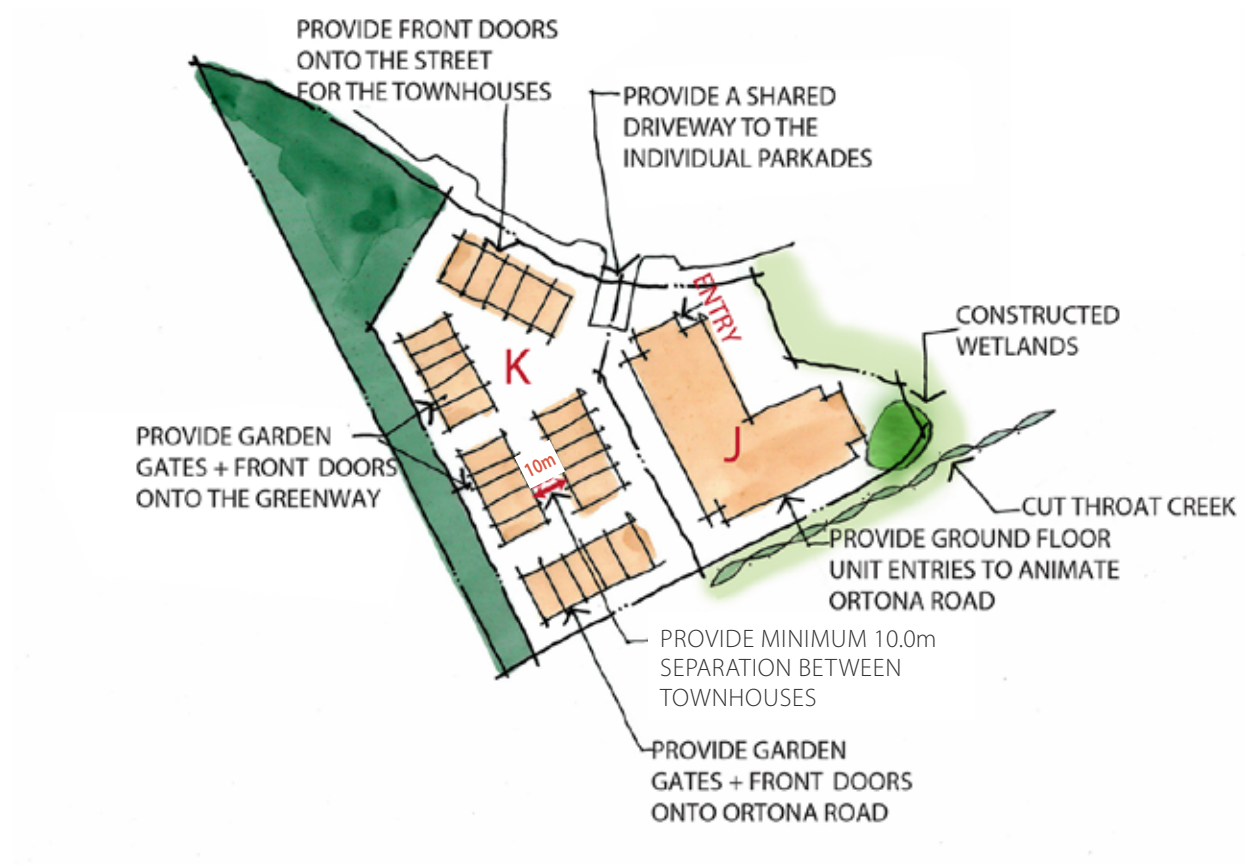 PROVIDE FRONT DOORS
ONTO THE STREET
FOR THE TOWNHOUSES
PROVIDE A SHARED
DRIVEWAY TO THE
INDIVIDUAL PARKADES
ENTRY
CONSTRUCTED
WETLANDS
K
J
PROVIDE GARDEN
GATES + FRONT DOORS
ONTO THE GREENWAY
10m
CUT THROAT CREEK
PROVIDE GROUND FLOOR
UNIT ENTRIES TO ANIMATE
ORTONA ROAD
PROVIDE MINIMUM 10.0m
SEPARATION BETWEEN
TOWNHOUSES
PROVIDE GARDEN
GATES + FRONT DOORS
ONTO ORTONA ROAD